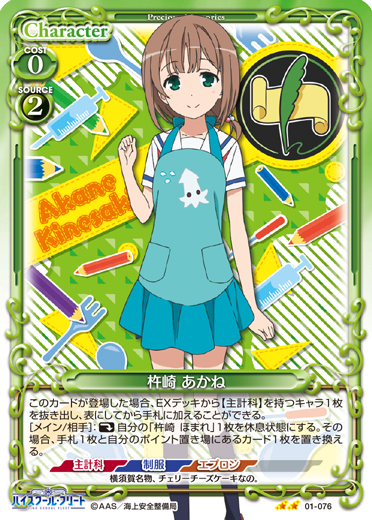 Precious Memories
Character
COST
0
SOURCE
2
Akane
Kinesaki
杵﨑 あかね
このカードが登場した場合、EXデッキから【主計科】を持つキャラ1枚
を抜き出し、表にしてから手札に加えることができる。
[メイン/相手]:自分の「杵﨑 ほまれ」1枚を休息状態にする。その
場合、手札1枚と自分のポイント置き場にあるカード1枚を置き換え
る。
主計科 制服 エプロン
横須賀名物、チェリーチーズケーキなの。
ハイスクール・フリート
©AAS/海上安全整備局
01-076